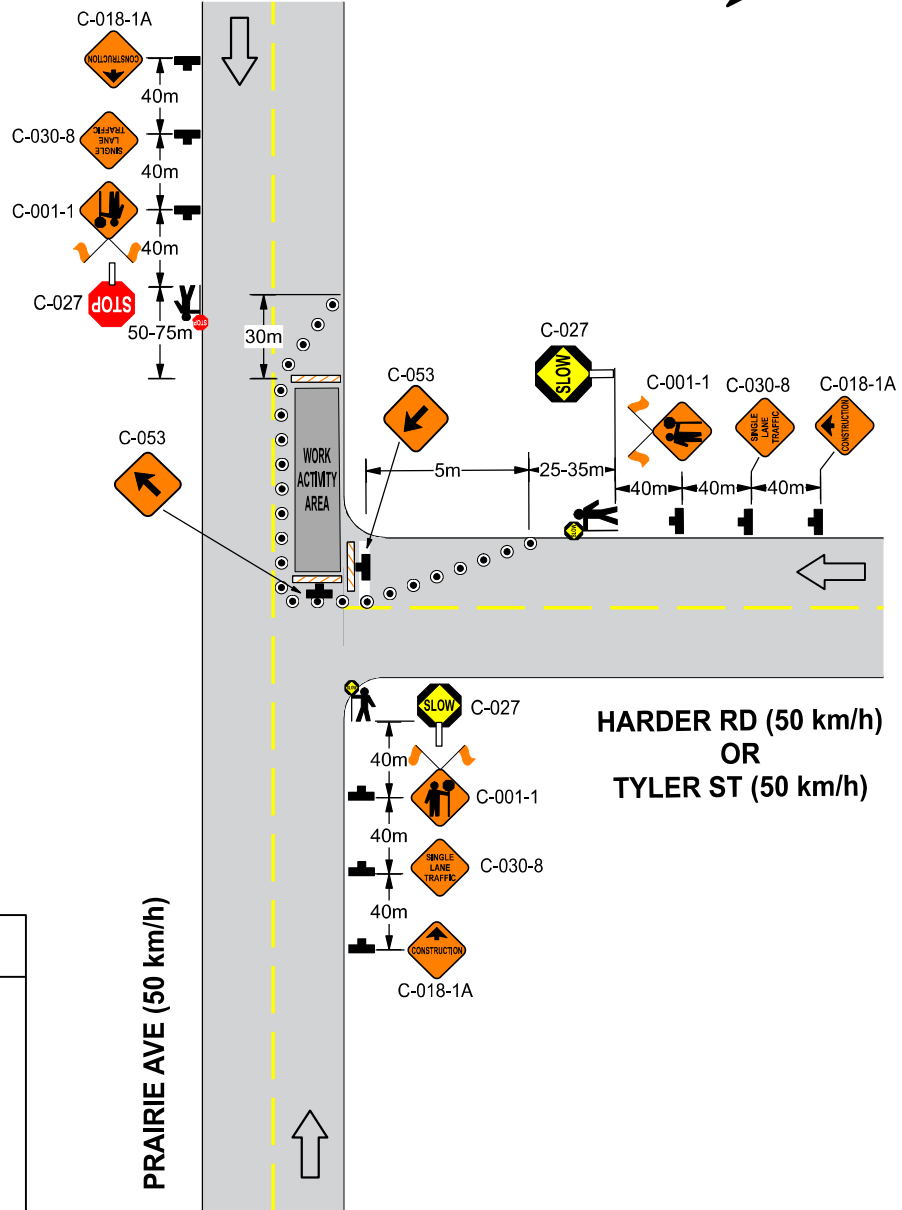 C-018-1A
CONSTRUCTION
40m
C-030-8
SINGLE
LANE
TRAFFIC
40m
C-001-1
40m
C-027
STOP
STOP
50-75m
30m
C-053
C-053
WORK
ACTIVITY
AREA
5m
25-35m
C-027
SLOW
C-001-1
C-030-8
SINGLE
LANE
TRAFFIC
C-018-1A
CONSTRUCTION
40m
40m
40m
SLOW
SLOW
SLOW
C-027
40m
C-001-1
40m
SINGLE
LANE
TRAFFIC
C-030-8
40m
CONSTRUCTION
C-018-1A
HARDER RD (50 km/h)
OR
TYLER ST (50 km/h)
PRAIRIE AVE (50 km/h)